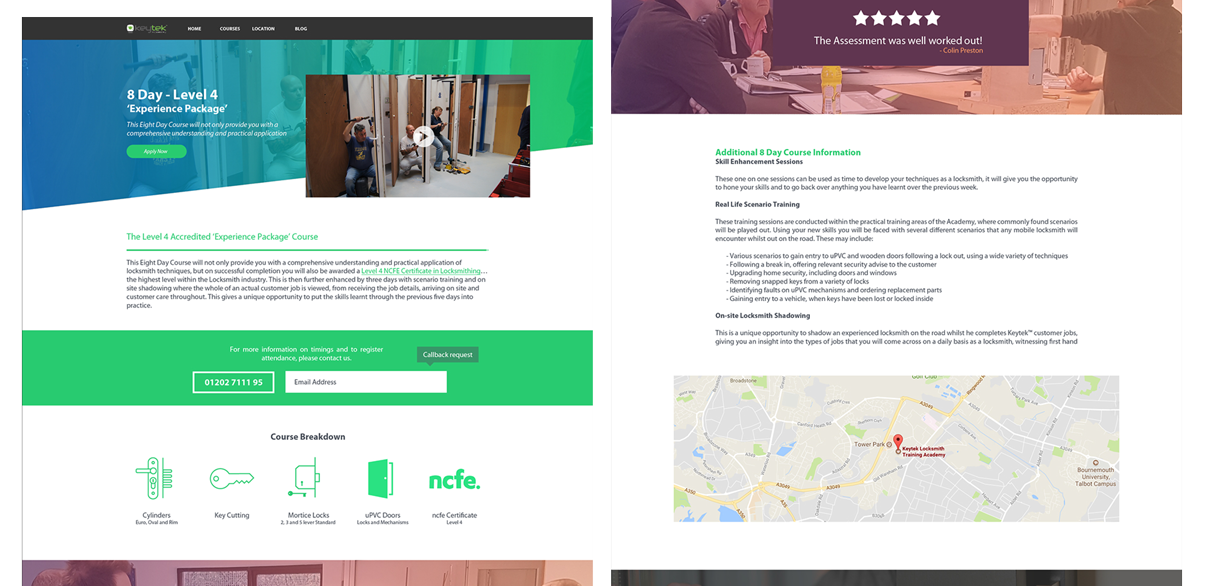 keytek
HOME
COURSES
LOCATION
BLOG
8 Day - Level 4
‘Experience Package’
This Eight Day Course will not only provide you with a
comprehensive understanding and practical application
Apply Now
The Level 4 Accredited ‘Experience Package’ Course
This Eight Day Course will not only provide you with a comprehensive understanding and practical application of
locksmith techniques, but on successful completion you will also be awarded a Level 4 NCFE Certificate in Locksmithing…
the highest level within the Locksmith industry. This is then further enhanced by three days with scenario training and on
site shadowing where the whole of an actual customer job is viewed, from receiving the job details, arriving on site and
customer care throughout. This gives a unique opportunity to put the skills learnt through the previous five days into
practice.
For more information on timings and to register
attendance, please contact us.
Callback request
01202 7111 95
Email Address
Course Breakdown
ncfe.
Cylinders
Euro, Oval and Rim
Key Cutting
Mortice Locks
2, 3 and 5 lever Standard
uPVC Doors
Locks and Mechanisms
ncfe Certificate
Level 4
The Assessment was well worked out!
- Colin Preston
Additional 8 Day Course Information
Skill Enhancement Sessions
These one on one sessions can be used as time to develop your techniques as a locksmith, it will give you the opportunity
to hone your skills and to go back over anything you have learnt over the previous week.
Real Life Scenario Training
These training sessions are conducted within the practical training areas of the Academy, where commonly found scenarios
will be played out. Using your new skills you will be faced with several different scenarios that any mobile locksmith will
encounter whilst out on the road. These may include:
- Various scenarios to gain entry to uPVC and wooden doors following a lock out, using a wide variety of techniques
- Following a break in, offering relevant security advise to the customer
- Upgrading home security, including doors and windows
- Removing snapped keys from a variety of locks
- Identifying faults on uPVC mechanisms and ordering replacement parts
- Gaining entry to a vehicle, when keys have been lost or locked inside
On-site Locksmith Shadowing
This is a unique opportunity to shadow an experienced locksmith on the road whilst he completes Keytek™ customer jobs,
giving you an insight into the types of jobs that you will come across on a daily basis as a locksmith, witnessing first hand
Broadstone
A3049
Tower Park
Keytek Locksmith
Training Academy
Bournemouth
University,
Talbot Campus
A3049
A3049
A350